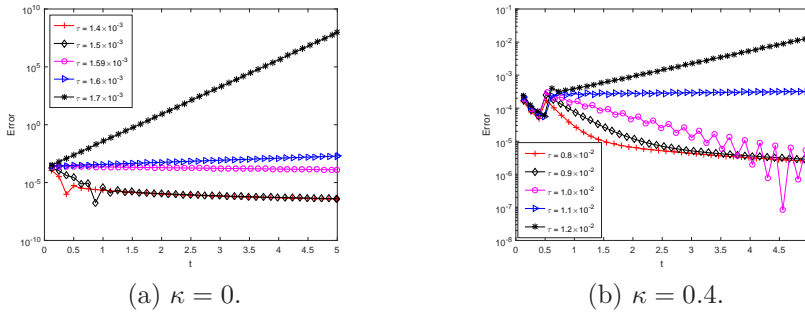 10^10
10^5
10^0
10^-5
10^-10
Error
τ = 1.4×10^-3
τ = 1.5×10^-3
τ = 1.59×10^-3
τ = 1.6×10^-3
τ = 1.7×10^-3
0 0.5 1 1.5 2 2.5 3 3.5 4 4.5 5
t
(a) κ = 0.
10^-1
10^-2
10^-3
10^-4
10^-5
10^-6
10^-7
10^-8
Error
τ = 0.8×10^-2
τ = 0.9×10^-2
τ = 1.0×10^-2
τ = 1.1×10^-2
τ = 1.2×10^-2
0 0.5 1 1.5 2 2.5 3 3.5 4 4.5
t
(b) κ = 0.4.